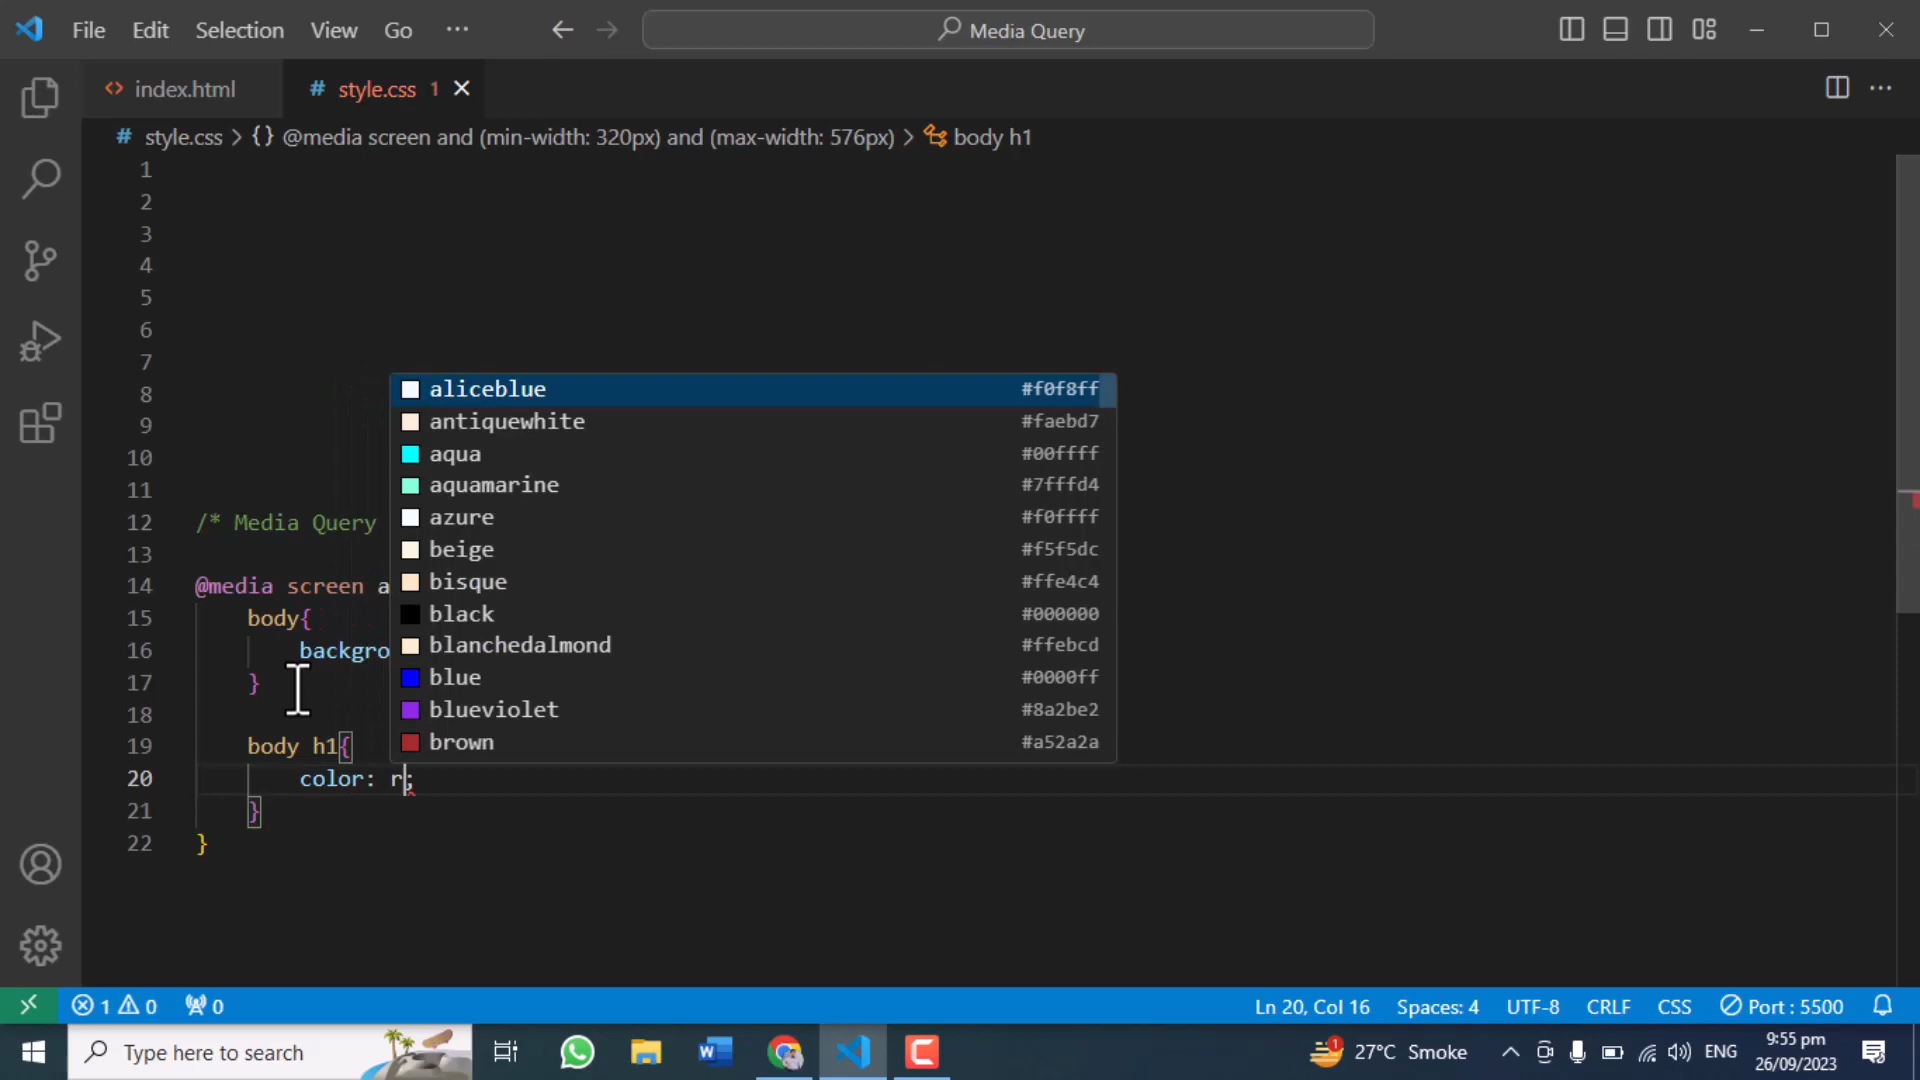 File Edit Selection View Go ··· Media Query
index.html style.css 1
style.css > {} @media screen and (min-width: 320px) and (max-width: 576px) > body h1
1
2
3
4
5
6
7
8
9
10
11
12 /* Media Query
13
14 @media screen a
15 body{
16 backgro
17 }
18
19 body h1{
20 color: r;
21 }
22 }
aliceblue #f0f8ff
antiquewhite #faebd7
aqua #00ffff
aquamarine #7fffd4
azure #f0ffff
beige #f5f5dc
bisque #ffe4c4
black #000000
blanchedalmond #ffebcd
blue #0000ff
blueviolet #8a2be2
brown #a52a2a
1 0 0 Ln 20, Col 16 Spaces: 4 UTF-8 CRLF CSS Port : 5500
Type here to search 1 27°C Smoke ENG 9:55 pm
26/09/2023